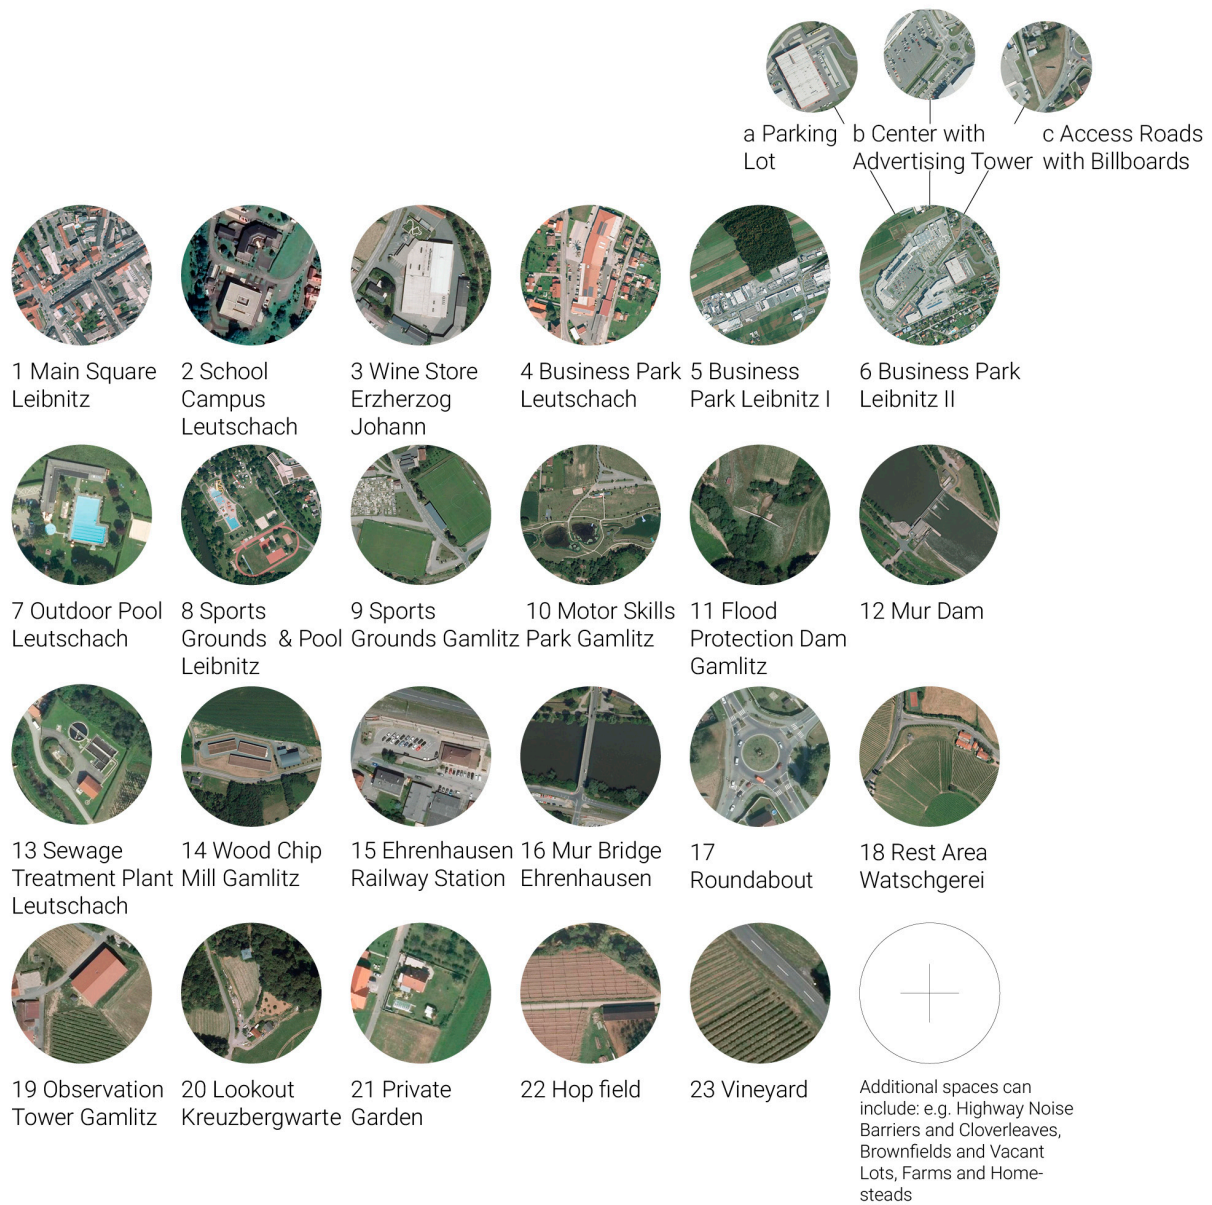 a Parking
Lot
b Center with
Advertising Tower
c Access Roads
with Billboards
1 Main Square
Leibnitz
2 School
Campus
Leutschach
3 Wine Store
Erzherzog
Johann
4 Business Park
Leutschach
5 Business
Park Leibnitz I
6 Business Park
Leibnitz II
7 Outdoor Pool
Leutschach
8 Sports
Grounds & Pool
Leibnitz
9 Sports
Grounds Gamlitz
10 Motor Skills
Park Gamlitz
11 Flood
Protection Dam
Gamlitz
12 Mur Dam
13 Sewage
Treatment Plant
Leutschach
14 Wood Chip
Mill Gamlitz
15 Ehrenhausen
Railway Station
16 Mur Bridge
Ehrenhausen
17
Roundabout
18 Rest Area
Watschgerei
19 Observation
Tower Gamlitz
20 Lookout
Kreuzbergwarte
21 Private
Garden
22 Hop field
23 Vineyard
Additional spaces can
include: e.g. Highway Noise
Barriers and Cloverleaves,
Brownfields and Vacant
Lots, Farms and Home-
steads